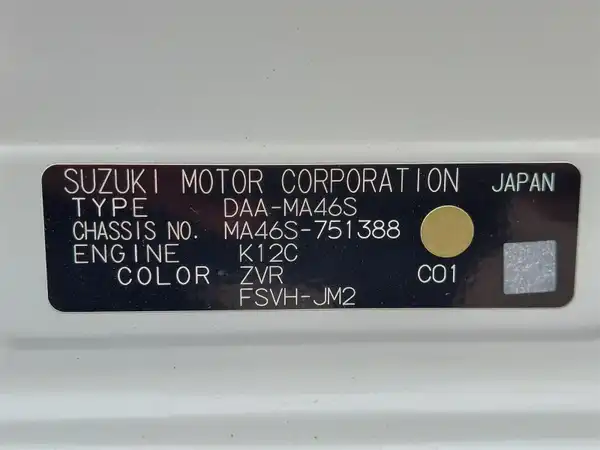 SUZUKI MOTOR CORPORATION JAPAN
TYPE DAA-MA46S
CHASSIS NO. MA46S-751388
ENGINE K12C
COLOR ZVR C01
FSVH-JM2